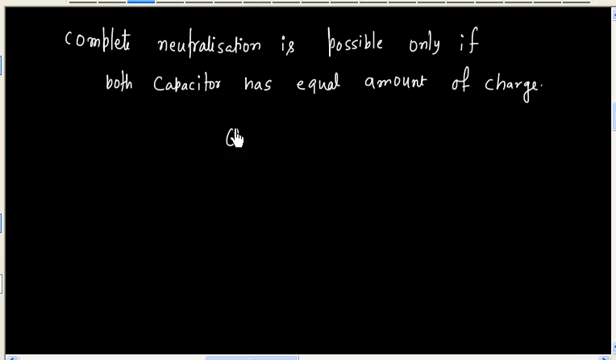 Complete neutralisation is possible only if
both Capacitor has equal amount of charge.